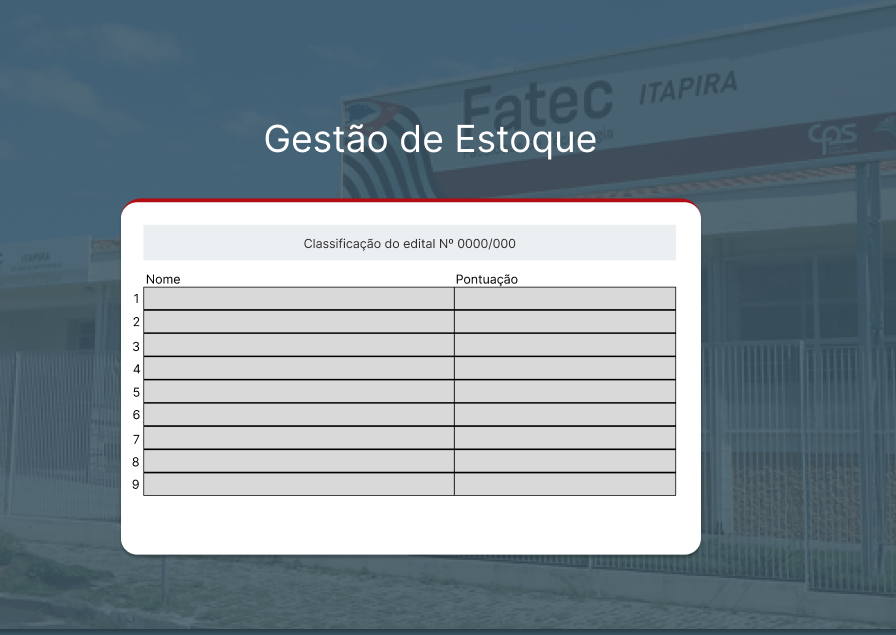 Fatec ITAPIRA
cps
Gestão de Estoque
Classificação do edital Nº 0000/000
Nome Pontuação
1
2
3
4
5
6
7
8
9